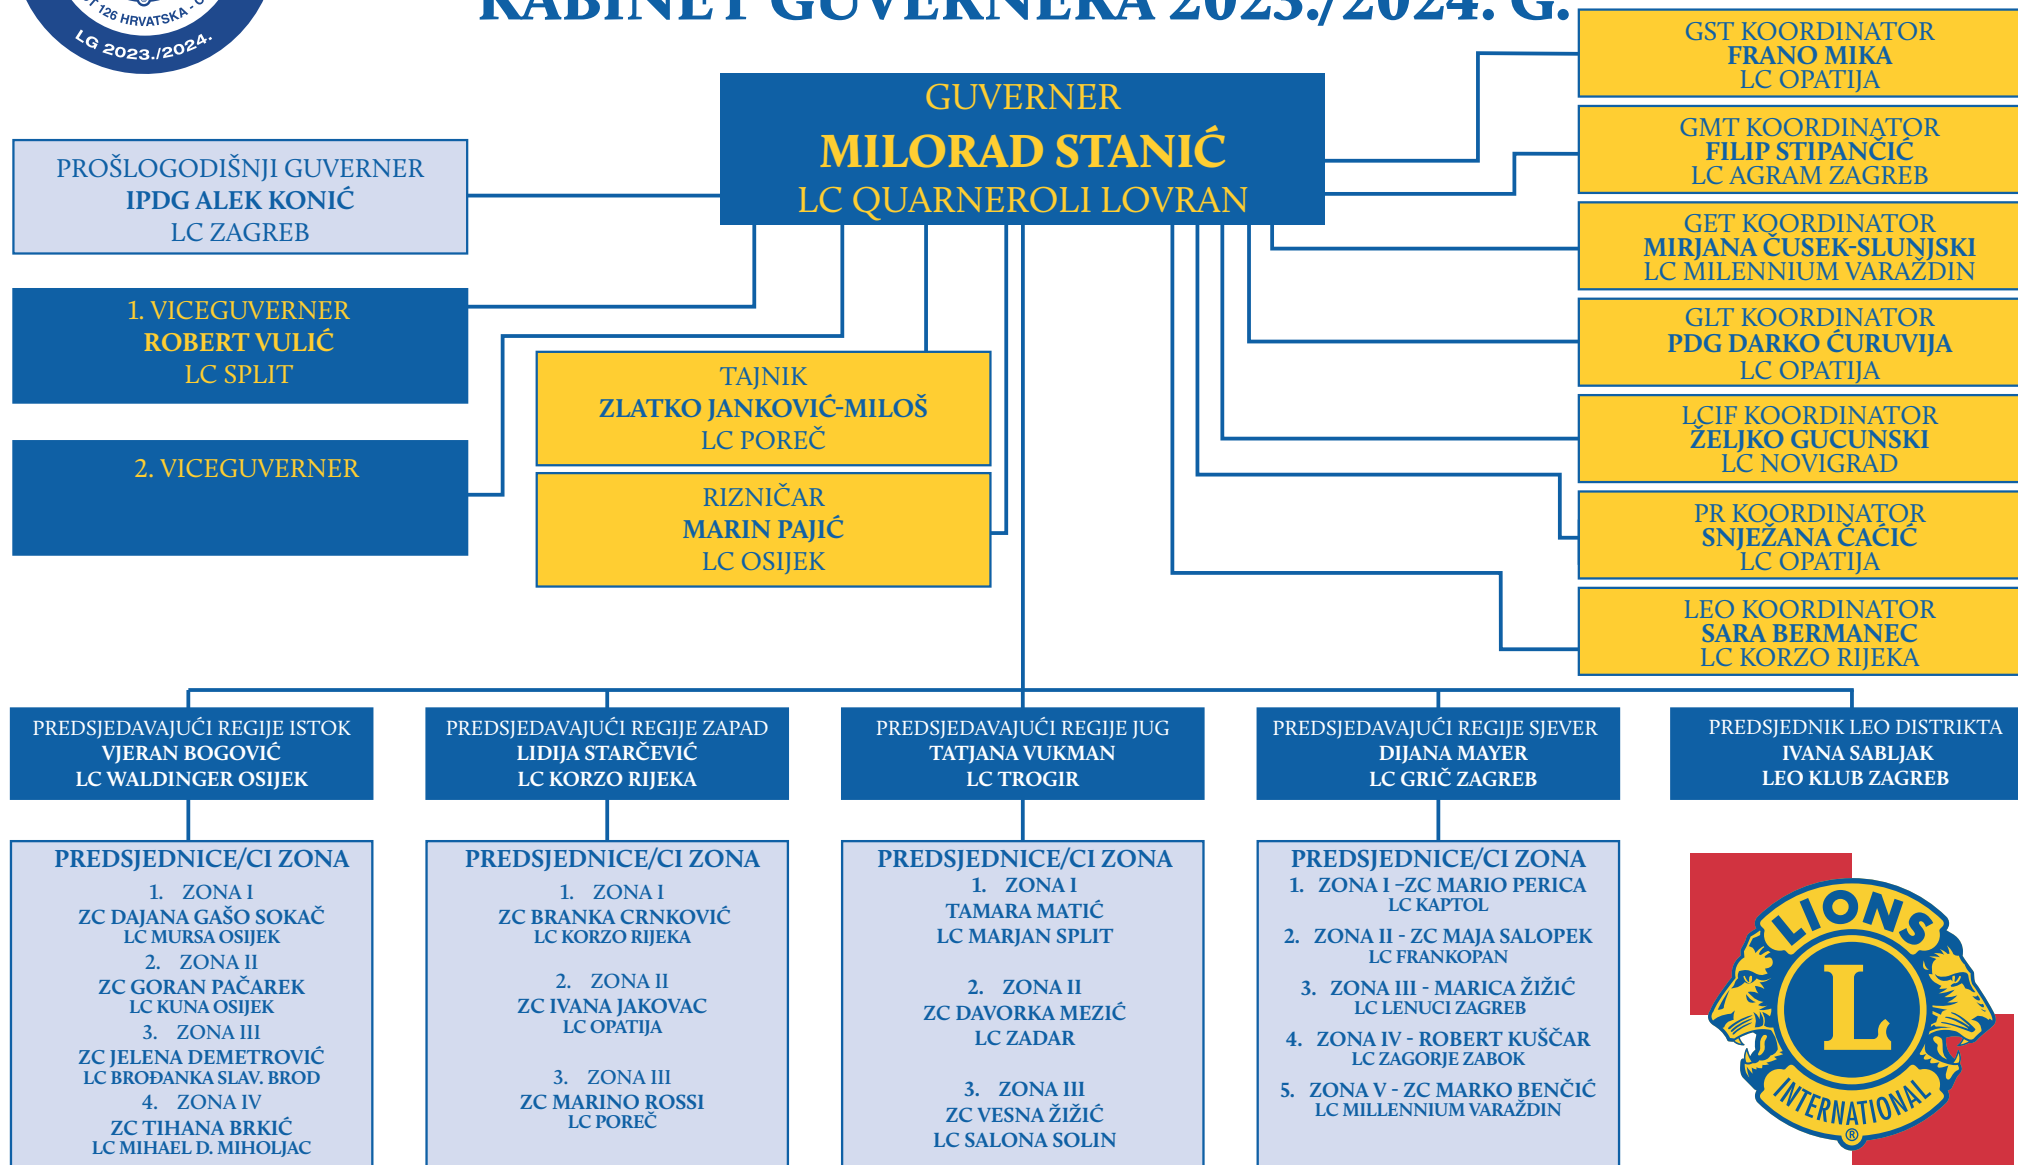 KABINET GUVERNERA 2023./2024. G.
126 HRVATSKA -
LG 2023./2024.
GUVERNER
MILORAD STANIĆ
LC QUARNEROLI LOVRAN
PROŠLOGODIŠNJI GUVERNER
IPDG ALEK KONIĆ
LC ZAGREB
1. VICEGUVERNER
ROBERT VULIĆ
LC SPLIT
2. VICEGUVERNER
TAJNIK
ZLATKO JANKOVIĆ-MILOŠ
LC POREČ
RIZNIČAR
MARIN PAJIĆ
LC OSIJEK
GST KOORDINATOR
FRANO MIKA
LC OPATIJA
GMT KOORDINATOR
FILIP STIPANČIĆ
LC AGRAM ZAGREB
GET KOORDINATOR
MIRJANA ČUSEK-SLUNJSKI
LC MILENNIUM VARAŽDIN
GLT KOORDINATOR
PDG DARKO ĆURUVIJA
LC OPATIJA
LCIF KOORDINATOR
ŽELJKO GUCUNSKI
LC NOVIGRAD
PR KOORDINATOR
SNJEŽANA ČAĆIĆ
LC OPATIJA
LEO KOORDINATOR
SARA BERMANEC
LC KORZO RIJEKA
PREDSJEDAVAJUĆI REGIJE ISTOK
VJERAN BOGOVIĆ
LC WALDINGER OSIJEK
PREDSJEDAVAJUĆI REGIJE ZAPAD
LIDIJA STARČEVIĆ
LC KORZO RIJEKA
PREDSJEDAVAJUĆI REGIJE JUG
TATJANA VUKMAN
LC TROGIR
PREDSJEDAVAJUĆI REGIJE SJEVER
DIJANA MAYER
LC GRIČ ZAGREB
PREDSJEDNIK LEO DISTRIKTA
IVANA SABLJAK
LEO KLUB ZAGREB
PREDSJEDNICE/CI ZONA
1. ZONA I
ZC DAJANA GAŠO SOKAČ
LC MURSA OSIJEK
2. ZONA II
ZC GORAN PAČAREK
LC KUNA OSIJEK
3. ZONA III
ZC JELENA DEMETROVIĆ
LC BROĐANKA SLAV. BROD
4. ZONA IV
ZC TIHANA BRKIĆ
LC MIHAEL D. MIHOLJAC
PREDSJEDNICE/CI ZONA
1. ZONA I
ZC BRANKA CRNKOVIĆ
LC KORZO RIJEKA
2. ZONA II
ZC IVANA JAKOVAC
LC OPATIJA
3. ZONA III
ZC MARINO ROSSI
LC POREČ
PREDSJEDNICE/CI ZONA
1. ZONA I
TAMARA MATIĆ
LC MARJAN SPLIT
2. ZONA II
ZC DAVORKA MEZIĆ
LC ZADAR
3. ZONA III
ZC VESNA ŽIŽIĆ
LC SALONA SOLIN
PREDSJEDNICE/CI ZONA
1. ZONA I –ZC MARIO PERICA
LC KAPTOL
2. ZONA II - ZC MAJA SALOPEK
LC FRANKOPAN
3. ZONA III - MARICA ŽIŽIĆ
LC LENUCI ZAGREB
4. ZONA IV - ROBERT KUŠČAR
LC ZAGORJE ZABOK
5. ZONA V - ZC MARKO BENČIĆ
LC MILLENNIUM VARAŽDIN
LIONS
L
INTERNATIONAL
®